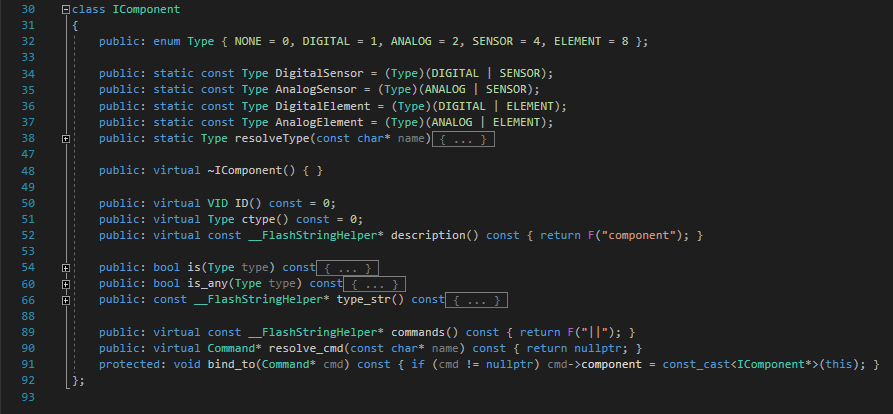 30 class IComponent
31 {
32 public: enum Type { NONE = 0, DIGITAL = 1, ANALOG = 2, SENSOR = 4, ELEMENT = 8 };
33
34 public: static const Type DigitalSensor = (Type)(DIGITAL | SENSOR);
35 public: static const Type AnalogSensor = (Type)(ANALOG | SENSOR);
36 public: static const Type DigitalElement = (Type)(DIGITAL | ELEMENT);
37 public: static const Type AnalogElement = (Type)(ANALOG | ELEMENT);
38 public: static Type resolveType(const char* name) { ... }
47
48 public: virtual ~IComponent() { }
49
50 public: virtual VID ID() const = 0;
51 public: virtual Type ctype() const = 0;
52 public: virtual const __FlashStringHelper* description() const { return F("component"); }
53
54 public: bool is(Type type) const { ... }
60 public: bool is_any(Type type) const { ... }
66 public: const __FlashStringHelper* type_str() const { ... }
88
89 public: virtual const __FlashStringHelper* commands() const { return F("||"); }
90 public: virtual Command* resolve_cmd(const char* name) const { return nullptr; }
91 protected: void bind_to(Command* cmd) const { if (cmd != nullptr) cmd->component = const_cast<IComponent*>(this); }
92 };
93